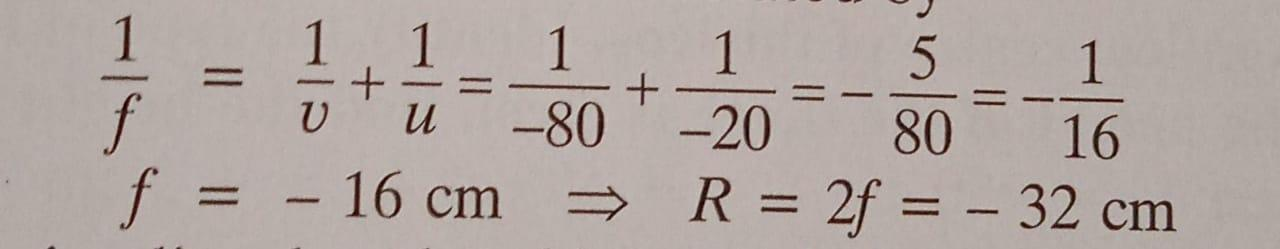 1/f = 1/v + 1/u = 1/–80 + 1/–20 = –5/80 = –1/16
f = – 16 cm ⇒ R = 2f = – 32 cm